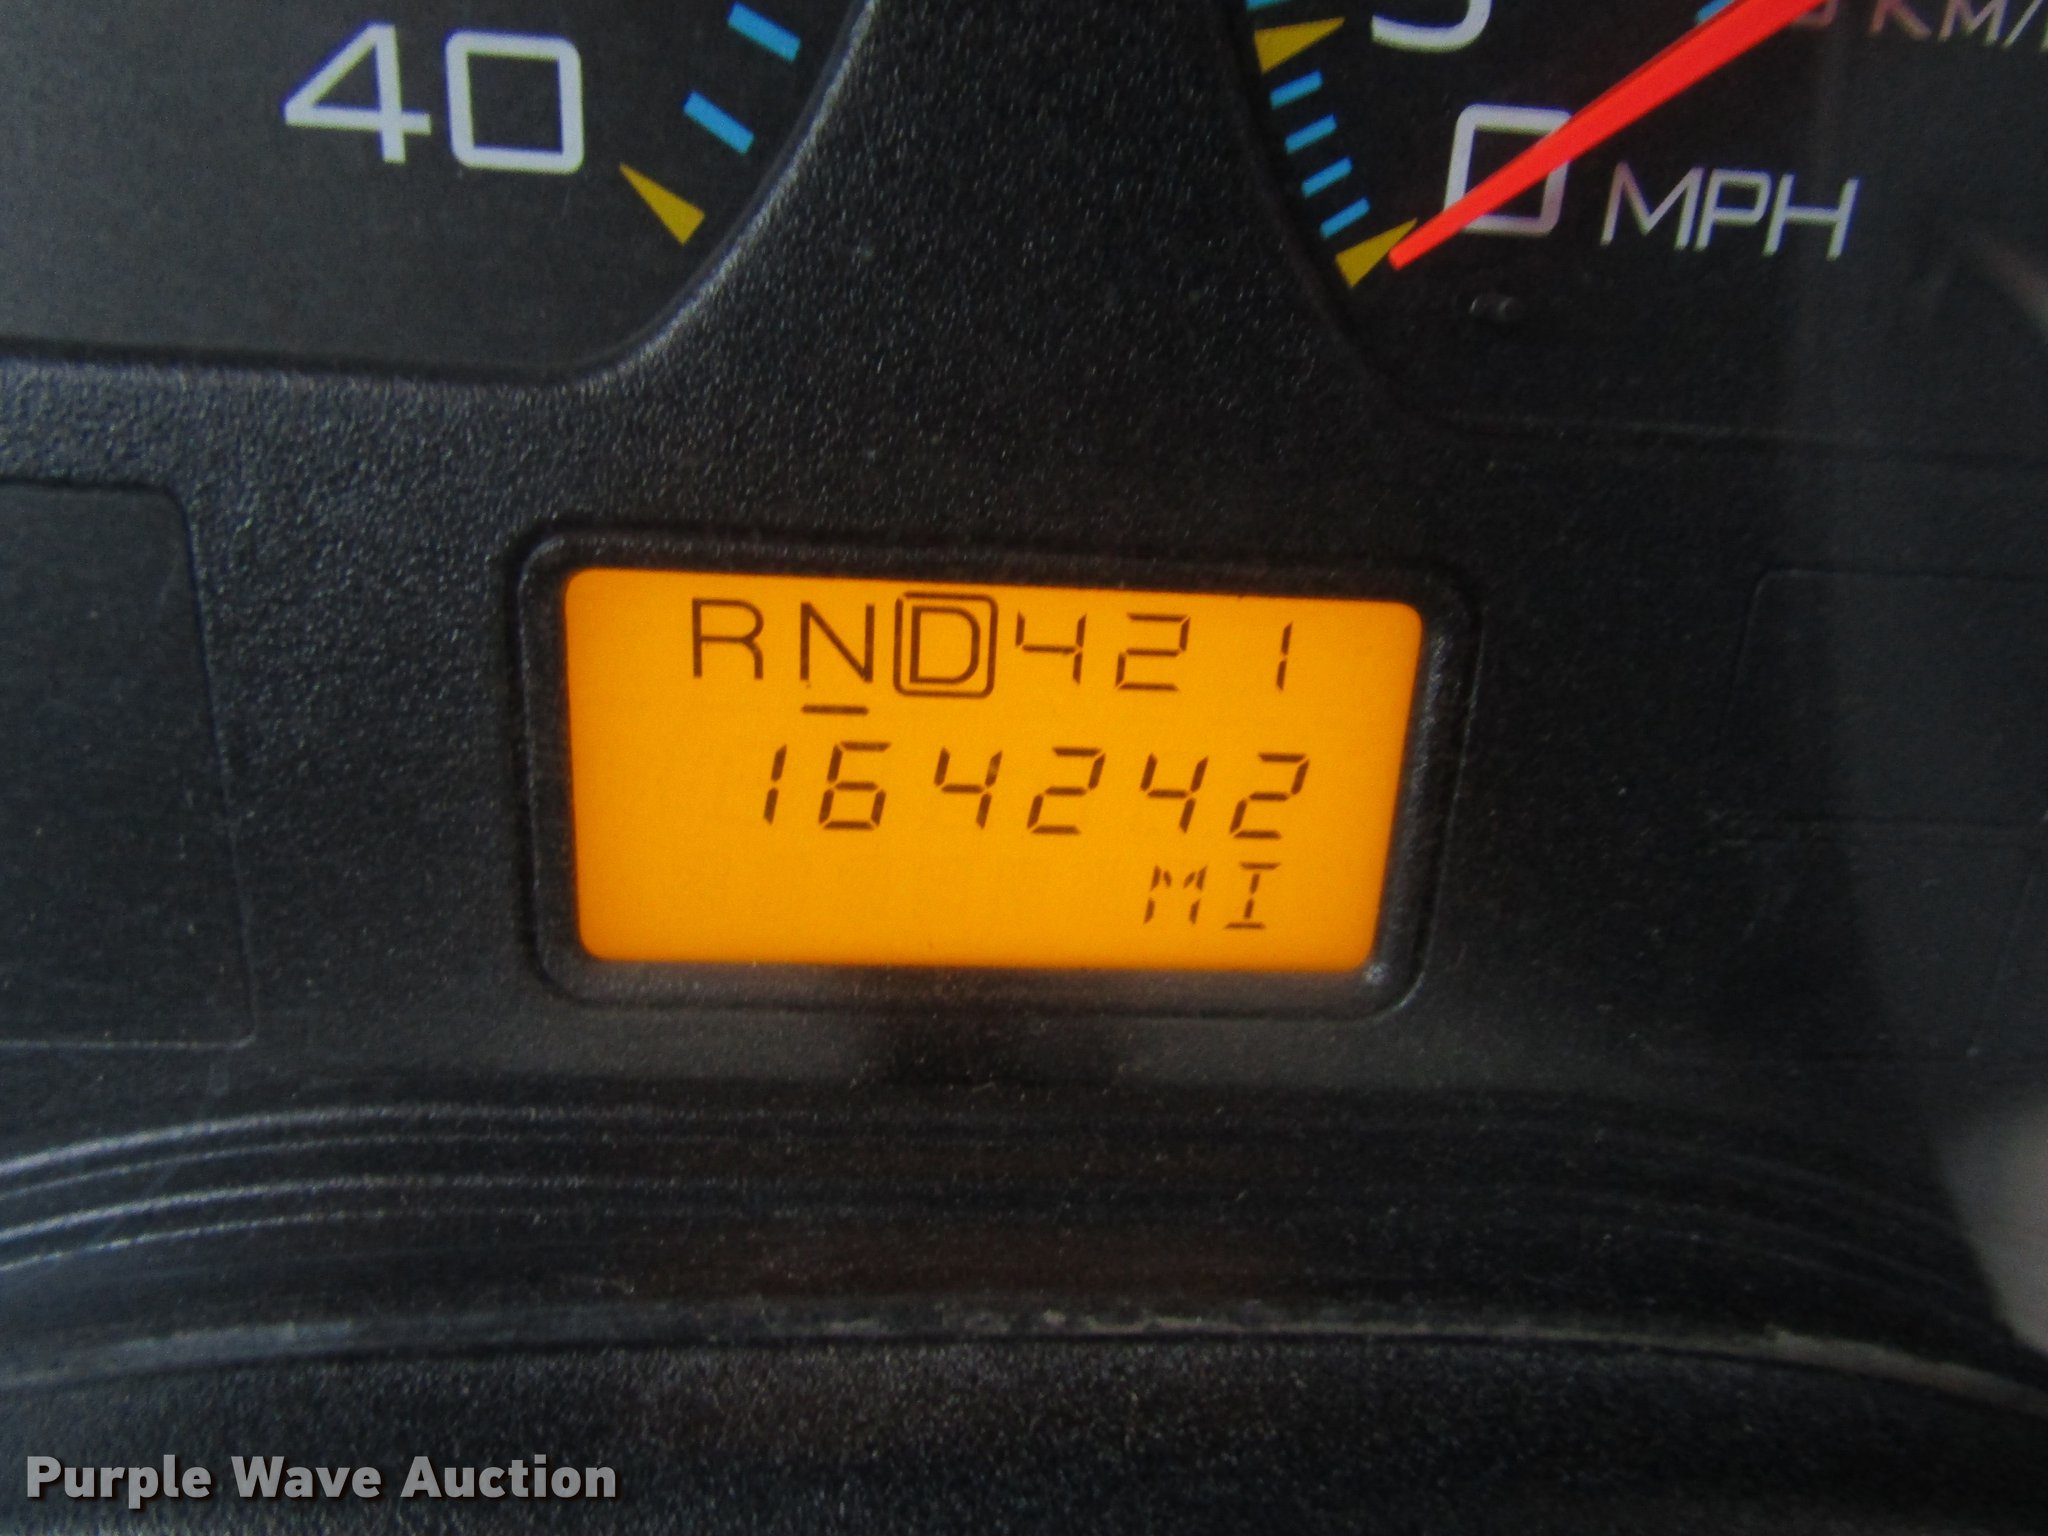 40
0 MPH
RND421
164242
MI
Purple Wave Auction